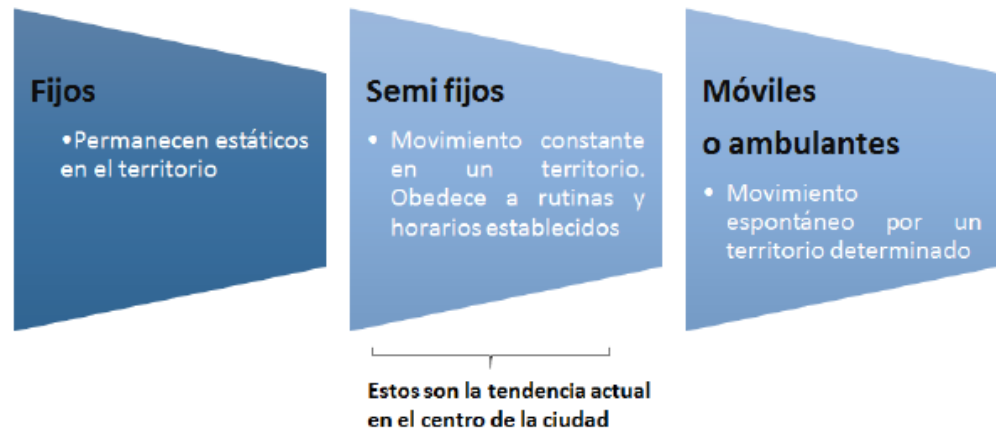 Fijos
•Permanecen estáticos
en el territorio
Semi fijos
• Movimiento constante
en un territorio.
Obedece a rutinas y
horarios establecidos
Móviles
o ambulantes
• Movimiento
espontáneo por un
territorio determinado
Estos son la tendencia actual
en el centro de la ciudad